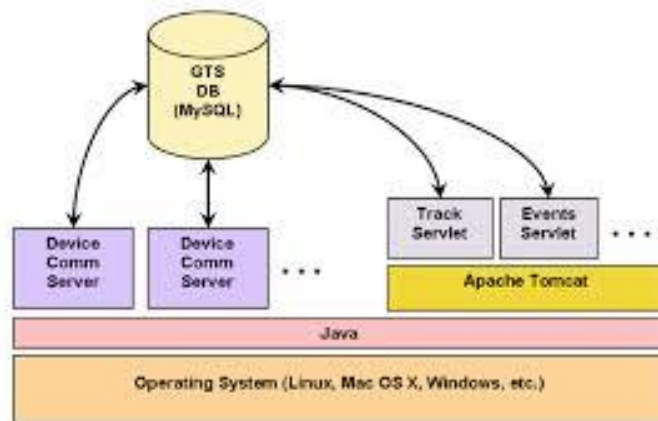 GTS
DB
(MySQL)
Device
Comm
Server
Device
Comm
Server
. . .
Track
Servlet
Events
Servlet
. . .
Apache Tomcat
Java
Operating System (Linux, Mac OS X, Windows, etc.)